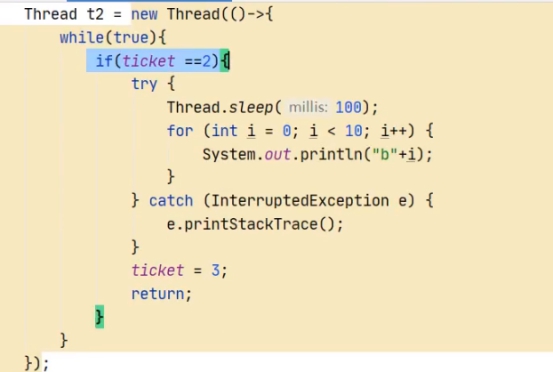 Thread t2 = new Thread(()->{
while(true){
if(ticket ==2){
try {
Thread.sleep( millis: 100);
for (int i = 0; i < 10; i++) {
System.out.println("b"+i);
}
} catch (InterruptedException e) {
e.printStackTrace();
}
ticket = 3;
return;
}
}
});